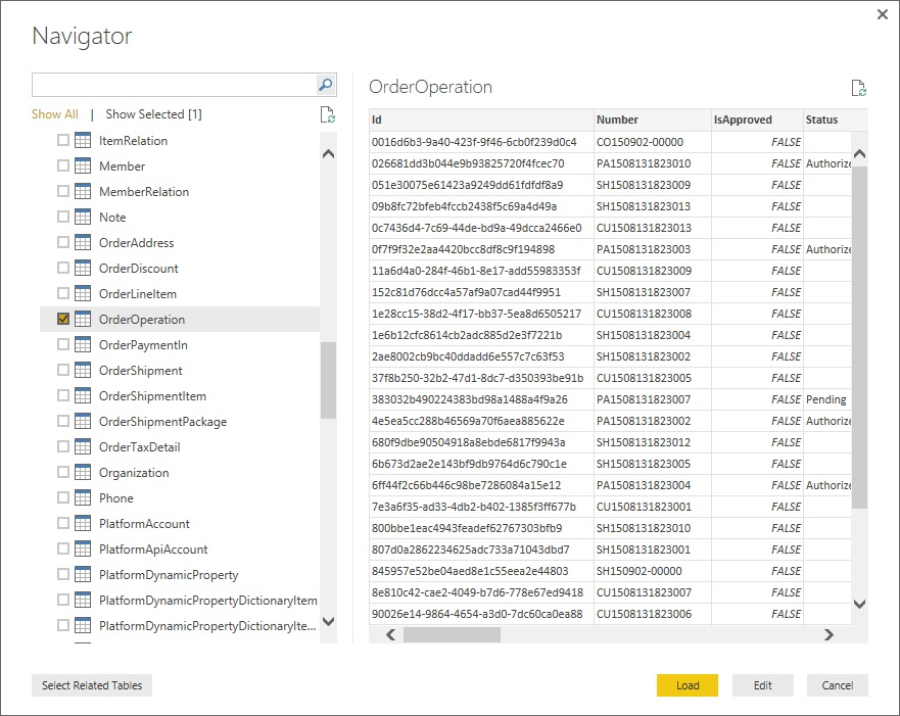 Navigator
Show All | Show Selected [1]
ItemRelation
Member
MemberRelation
Note
OrderAddress
OrderDiscount
OrderLineItem
OrderOperation
OrderPaymentIn
OrderShipment
OrderShipmentItem
OrderShipmentPackage
OrderTaxDetail
Organization
Phone
PlatformAccount
PlatformApiAccount
PlatformDynamicProperty
PlatformDynamicPropertyDictionaryItem
PlatformDynamicPropertyDictionaryIte...
OrderOperation
Id Number IsApproved Status
0016d6b3-9a40-423f-9f46-6cb0f239d0c4 CO150902-00000 FALSE
026681dd3b044e9b93825720f4fcec70 PA1508131823010 FALSE Authorize
051e30075e61423a9249dd61fdfdf8a9 SH1508131823009 FALSE
09b8fc72bfeb4fccb2438f5c69a4d49a SH1508131823013 FALSE
0c7436d4-7c69-44de-bd9a-49dcca2466e0 CU1508131823013 FALSE
0f7f9f32e2aa4420bcc8df8c9f194898 PA1508131823003 FALSE Authorize
11a6d4a0-284f-46b1-8e17-add55983353f CU1508131823009 FALSE
152c81d76dcc4a57af9a07cad44f9951 SH1508131823007 FALSE
1e28cc15-38d2-4f17-bb37-5ea8d6505217 CU1508131823008 FALSE
1e6b12cfc8614cb2adc885d2e3f7221b SH1508131823004 FALSE
2ae8002cb9bc40ddadd6e557c7c63f53 SH1508131823002 FALSE
37f8b250-32b2-47d1-8dc7-d350393be91b CU1508131823005 FALSE
383032b490224383bd98a1488a4f9a26 PA1508131823007 FALSE Pending
4e5ea5cc288b46569a70f6aea885622e PA1508131823002 FALSE Authorize
680f9dbe90504918a8ebde6817f9943a SH1508131823012 FALSE
6b673d2ae2e143bf9db9764d6c790c1e SH1508131823005 FALSE
6ff44f2c66b446c98be7286084a15e12 PA1508131823004 FALSE Authorize
7e3a6f35-ad33-4db2-b402-1385f3ff677b CU1508131823001 FALSE
800bbe1eac4943feadef62767303bfb9 SH1508131823010 FALSE
807d0a2862234625adc733a71043dbd7 SH1508131823001 FALSE
845957e52be04aed8e1c55eea2e44803 SH150902-00000 FALSE
8e810c42-cae2-4049-b7d6-778e67ed9418 CU1508131823007 FALSE
90026e14-9864-4654-a3d0-7dc60ca0ea88 CU1508131823006 FALSE
Select Related Tables Load Edit Cancel